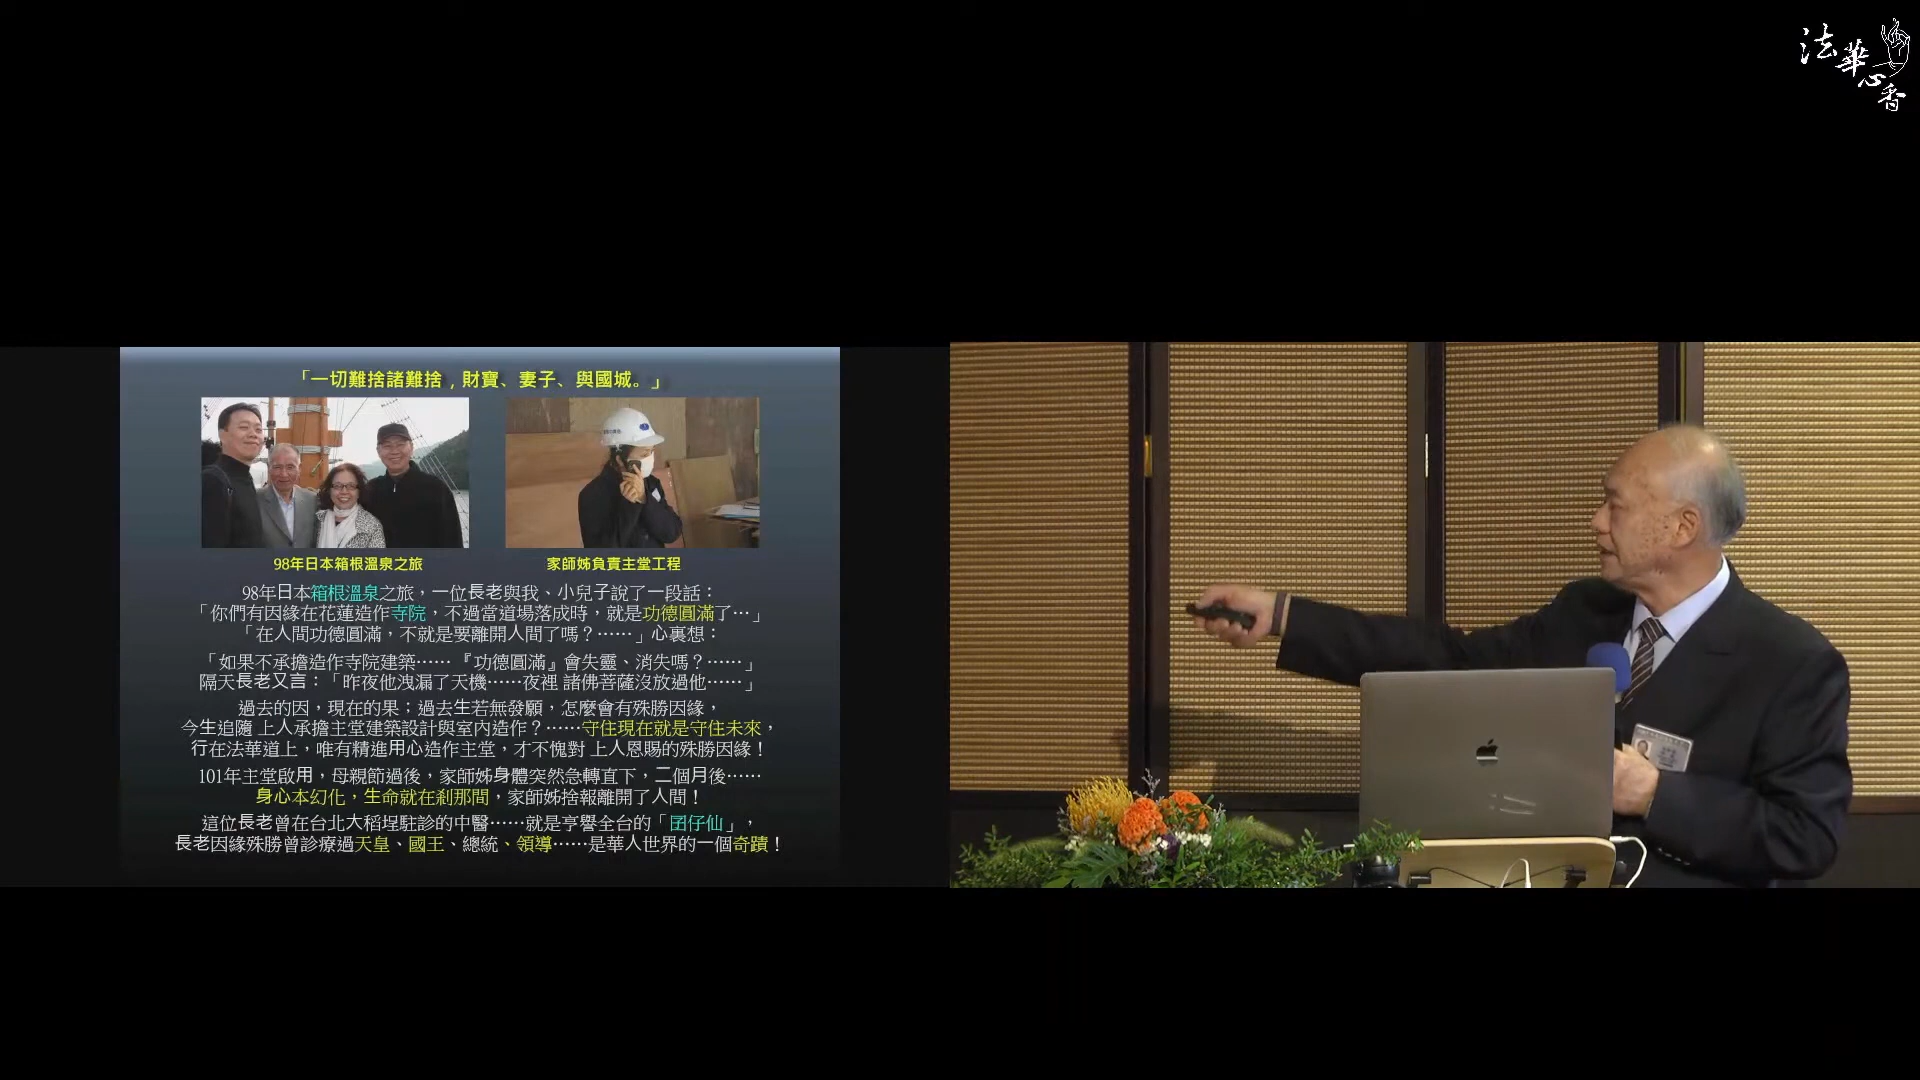 法華心香
「一切難捨諸難捨，財寶、妻子、與國城。」
98年日本箱根溫泉之旅
家師姊負責主堂工程
98年日本箱根溫泉之旅，一位長老與我、小兒子說了一段話：
「你們有因緣在花蓮造作寺院，不過當道場落成時，就是功德圓滿了…」
「在人間功德圓滿，不就是要離開人間了嗎？……」心裏想：
「如果不承擔造作寺院建築……『功德圓滿』會失靈、消失嗎？……」
隔天長老又言：「昨夜他洩漏了天機……夜裡 諸佛菩薩沒放過他……」
過去的因，現在的果；過去生若無發願，怎麼會有殊勝因緣，
今生追隨 上人承擔主堂建築設計與室內造作？……守住現在就是守住未來，
行在法華道上，唯有精進用心造作主堂，才不愧對 上人恩賜的殊勝因緣！
101年主堂啟用，母親節過後，家師姊身體突然急轉直下，二個月後……
身心本幻化，生命就在剎那間，家師姊捨報離開了人間！
這位長老曾在台北大稻埕駐診的中醫……就是亨譽全台的「囝仔仙」，
長老因緣殊勝曾診療過天皇、國王、總統、領導……是華人世界的一個奇蹟！